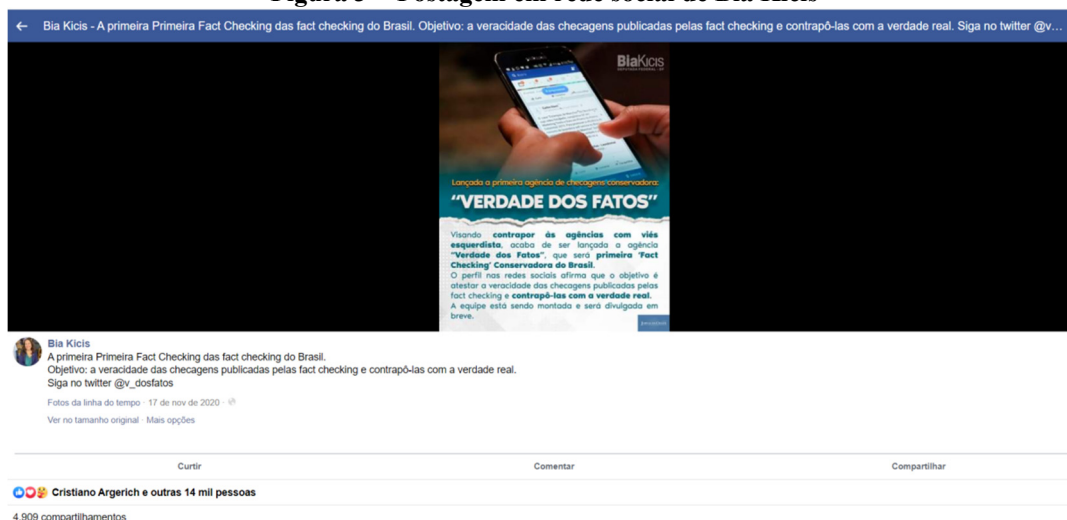 Figura 3 – Postagem em rede social de Bia Kicis
← Bia Kicis - A primeira Primeira Fact Checking das fact checking do Brasil. Objetivo: a veracidade das checagens publicadas pelas fact checking e contrapô-las com a verdade real. Siga no twitter @v...
BiaKicis
DEPUTADA FEDERAL - DF
Lançada a primeira agência de checagens conservadora:
“VERDADE DOS FATOS”
Visando contrapor às agências com viés
esquerdista, acaba de ser lançada a agência
“Verdade dos Fatos”, que será primeira ‘Fact
Checking’ Conservadora do Brasil.
O perfil nas redes sociais afirma que o objetivo é
atestar a veracidade das checagens publicadas pelas
fact checking e contrapô-las com a verdade real.
A equipe está sendo montada e será divulgada em
breve.
Bia Kicis
A primeira Primeira Fact Checking das fact checking do Brasil.
Objetivo: a veracidade das checagens publicadas pelas fact checking e contrapô-las com a verdade real.
Siga no twitter @v_dosfatos
Fotos da linha do tempo · 17 de nov de 2020 ·
Ver no tamanho original · Mais opções
Curtir Comentar Compartilhar
Cristiano Argerich e outras 14 mil pessoas
4.909 compartilhamentos